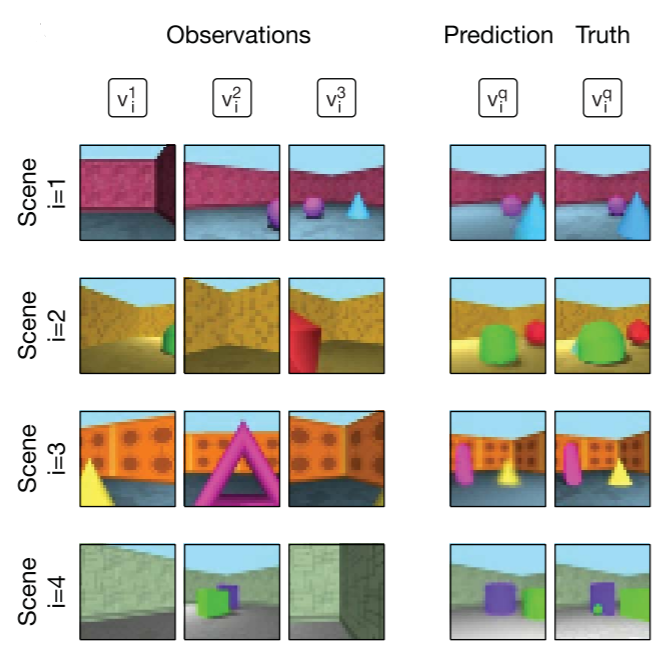 Observations Prediction Truth
v_i^1 v_i^2 v_i^3 v_i^q v_i^q
Scene
i=1
Scene
i=2
Scene
i=3
Scene
i=4